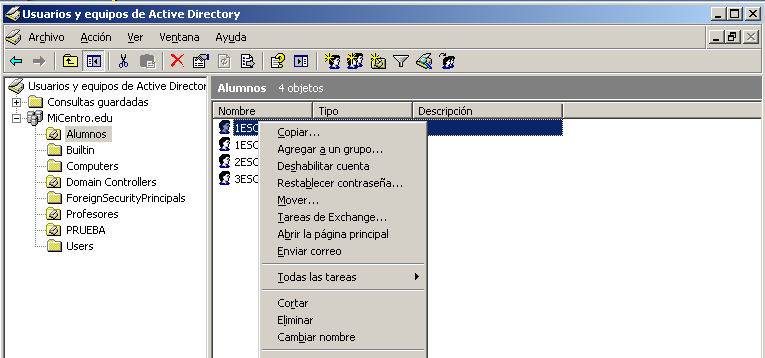 Usuarios y equipos de Active Directory
Archivo Acción Ver Ventana Ayuda
Usuarios y equipos de Active Director
Consultas guardadas
MiCentro.edu
Alumnos
Builtin
Computers
Domain Controllers
ForeignSecurityPrincipals
Profesores
PRUEBA
Users
Alumnos 4 objetos
Nombre Tipo Descripción
1ESC
1ESC
2ESC
3ESC
Copiar...
Agregar a un grupo...
Deshabilitar cuenta
Restablecer contraseña...
Mover...
Tareas de Exchange...
Abrir la página principal
Enviar correo
Todas las tareas
Cortar
Eliminar
Cambiar nombre